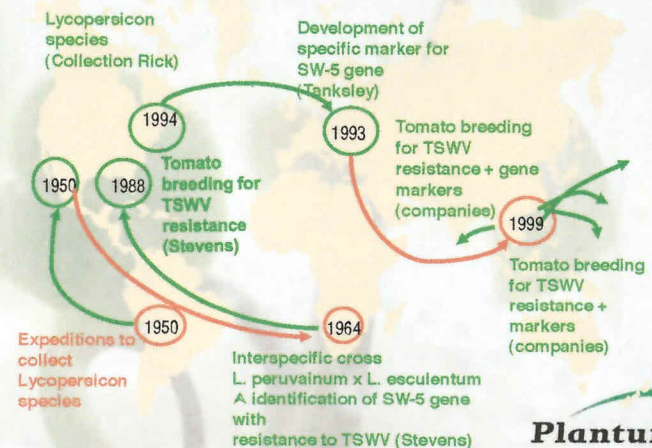 Lycopersicon
species
(Collection Rick)
Development of
specific marker for
SW-5 gene
(Tanksley)
1994
1993
Tomato breeding
for TSWV
resistance + gene
markers
(companies)
1950
1988
Tomato
breeding for
TSWV
resistance
(Stevens)
1999
Tomato breeding
for TSWV
resistance +
markers
(companies)
1950
1964
Expeditions to
collect
Lycopersicon
species
Interspecific cross
L. peruvainum x L. esculentum
A identification of SW-5 gene
with
resistance to TSWV (Stevens)